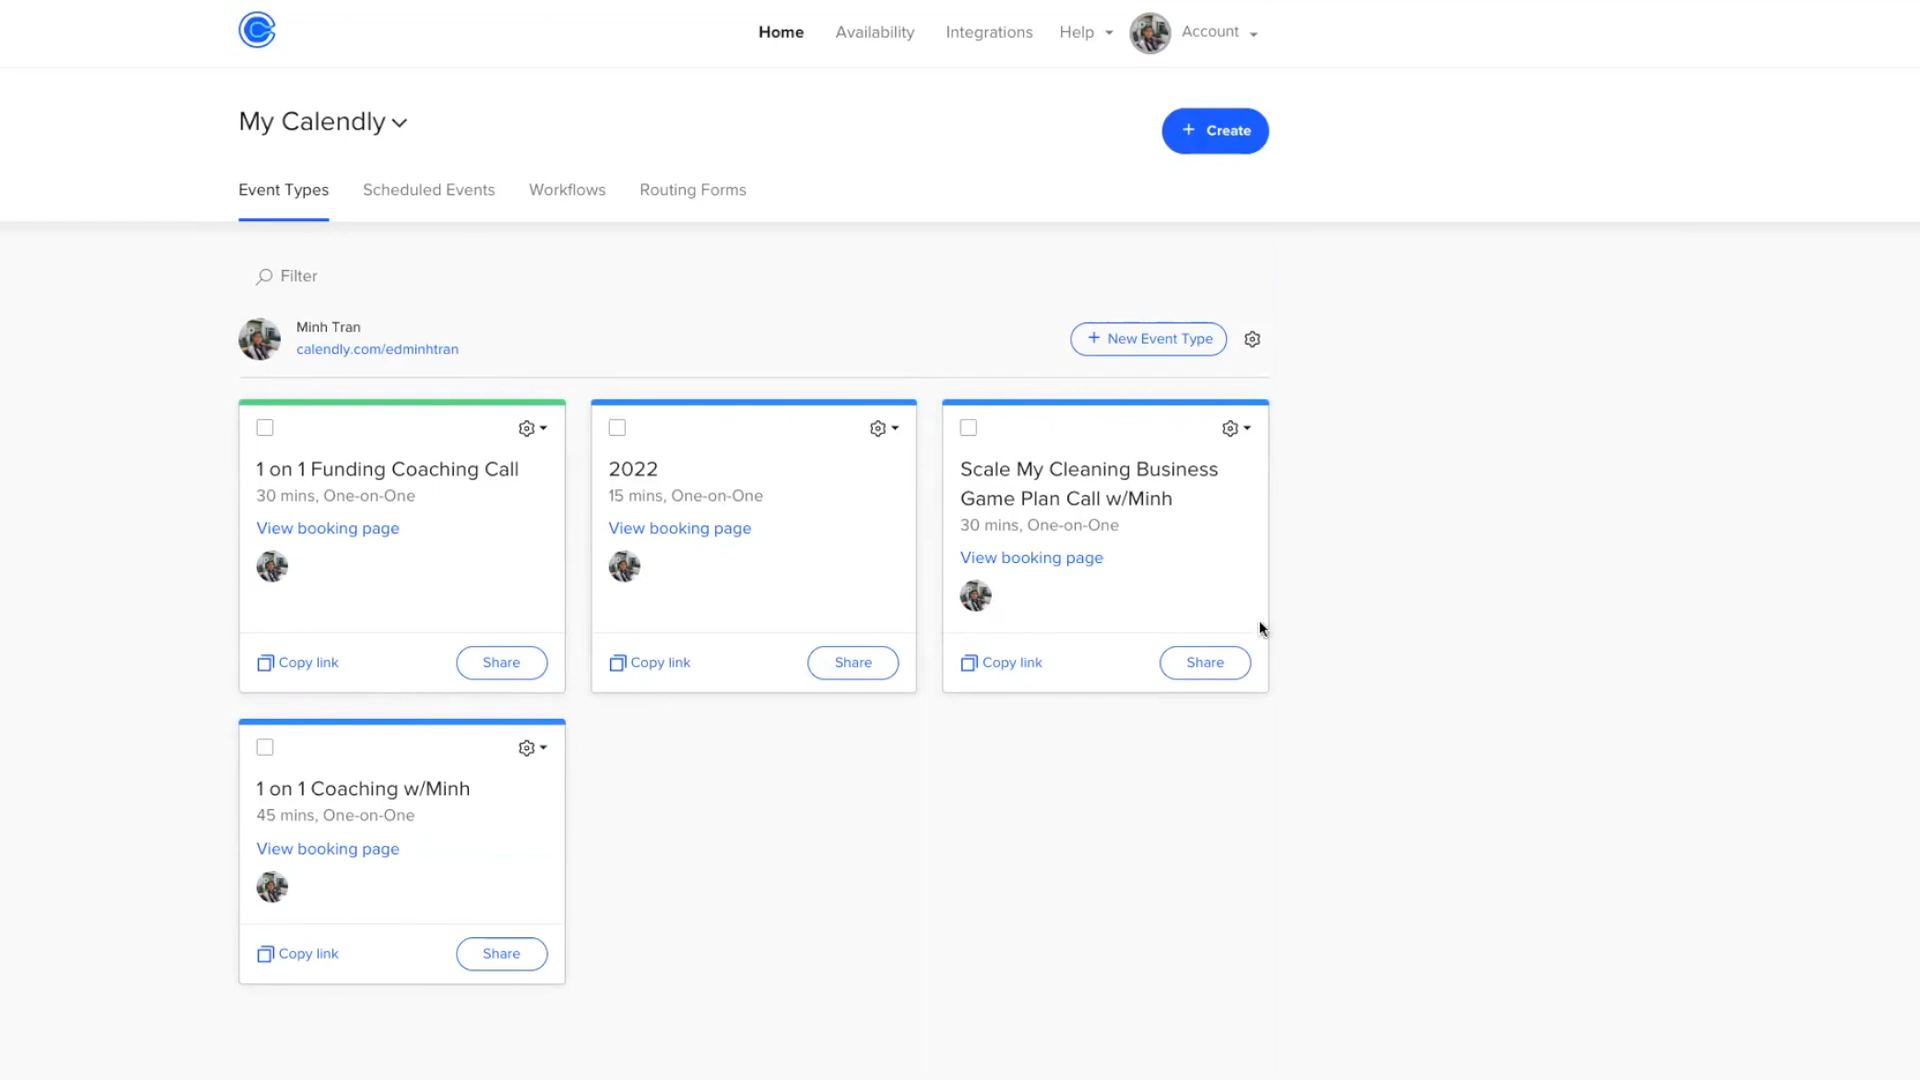 Home
Availability
Integrations
Help
Account
My Calendly
+ Create
Event Types
Scheduled Events
Workflows
Routing Forms
Filter
Minh Tran
calendly.com/edminhtran
+ New Event Type
1 on 1 Funding Coaching Call
30 mins, One-on-One
View booking page
Copy link
Share
2022
15 mins, One-on-One
View booking page
Copy link
Share
Scale My Cleaning Business
Game Plan Call w/Minh
30 mins, One-on-One
View booking page
Copy link
Share
1 on 1 Coaching w/Minh
45 mins, One-on-One
View booking page
Copy link
Share